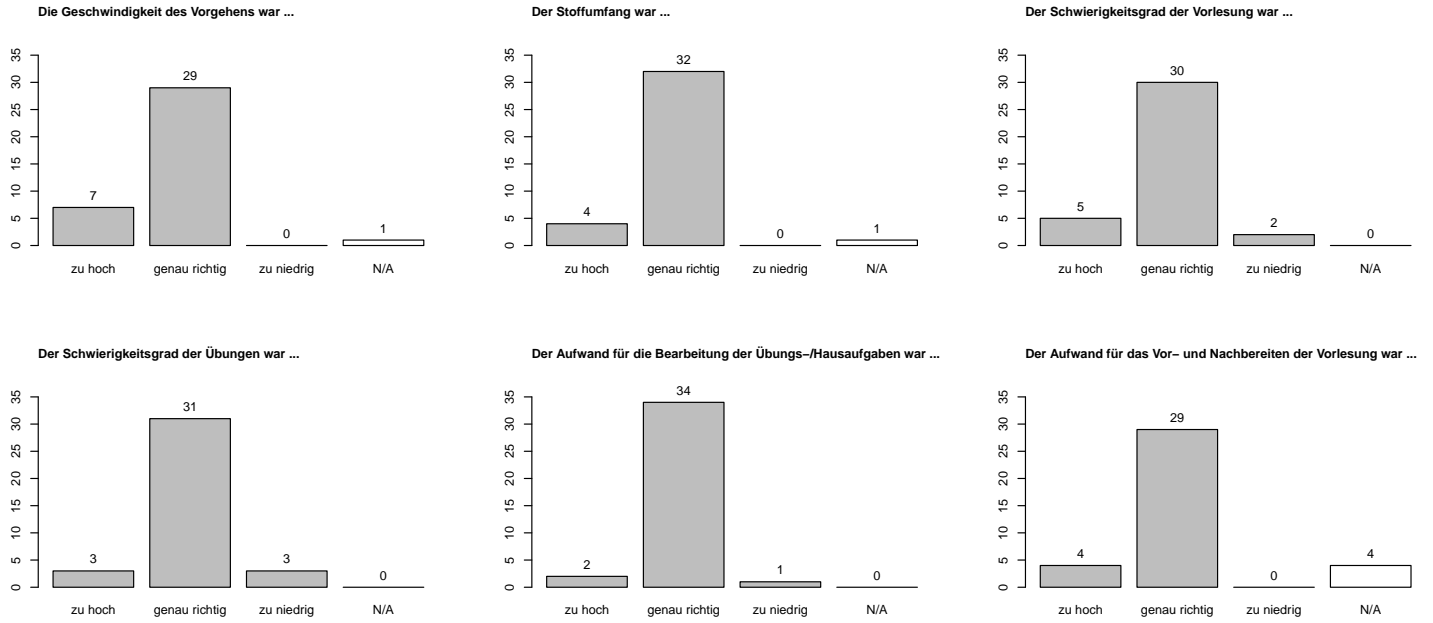 Die Geschwindigkeit des Vorgehens war ...
35
30
25
20
15
10
5
0
7
29
0
1
zu hoch
genau richtig
zu niedrig
N/A
Der Stoffumfang war ...
35
30
25
20
15
10
5
0
4
32
0
1
zu hoch
genau richtig
zu niedrig
N/A
Der Schwierigkeitsgrad der Vorlesung war ...
35
30
25
20
15
10
5
0
5
30
2
0
zu hoch
genau richtig
zu niedrig
N/A
Der Schwierigkeitsgrad der Übungen war ...
35
30
25
20
15
10
5
0
3
31
3
0
zu hoch
genau richtig
zu niedrig
N/A
Der Aufwand für die Bearbeitung der Übungs−/Hausaufgaben war ...
35
30
25
20
15
10
5
0
2
34
1
0
zu hoch
genau richtig
zu niedrig
N/A
Der Aufwand für das Vor− und Nachbereiten der Vorlesung war ...
35
30
25
20
15
10
5
0
4
29
0
4
zu hoch
genau richtig
zu niedrig
N/A